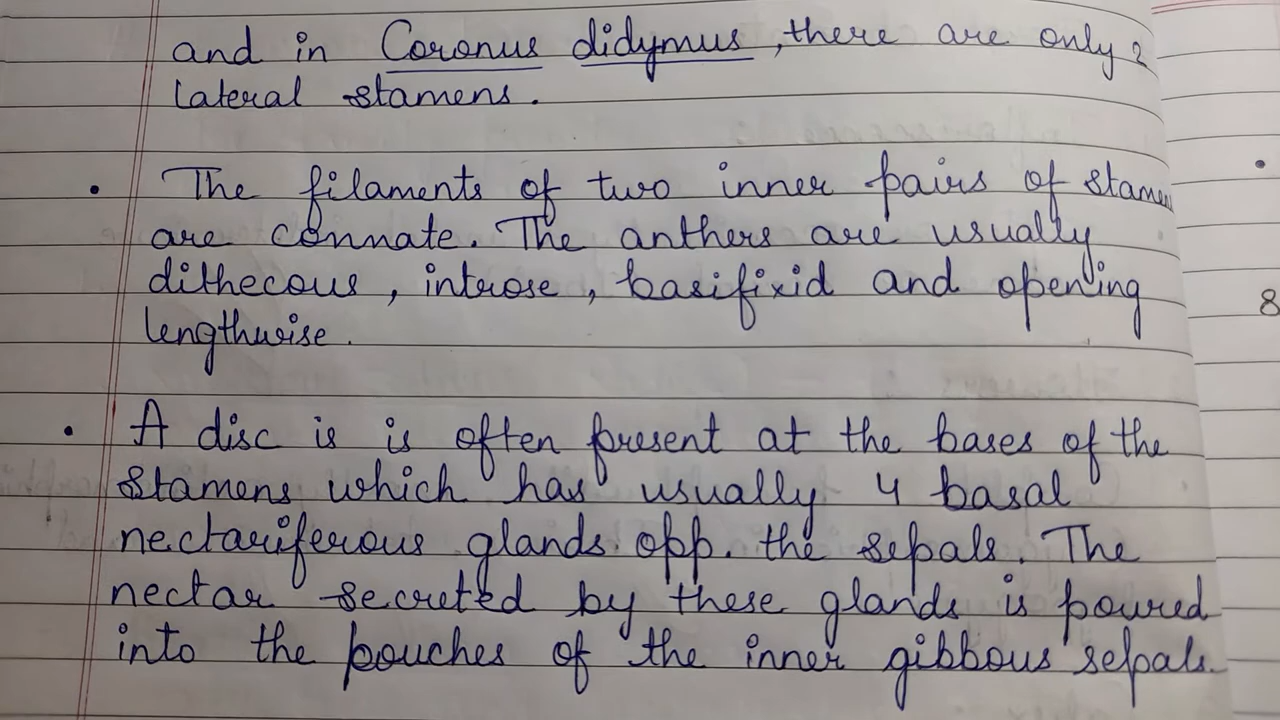 and in Coronus didymus, there are only 2
lateral stamens.
• The filaments of two inner pairs of stamen
are connate. The anthers are usually
dithecous, introse, basifixid and opening
lengthwise.
• A disc is is often present at the bases of the
stamens which has usually 4 basal
nectariferous glands opp. the sepals. The
nectar secreted by these glands is poured
into the pouches of the inner gibbous sepals.
•
8